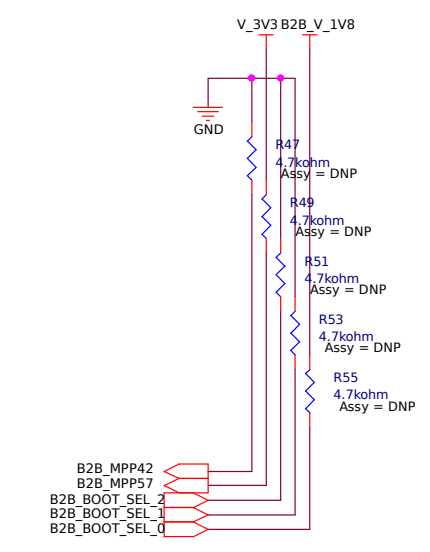 V_3V3 B2B_V_1V8
GND
R47
4.7kohm
Assy = DNP
R49
4.7kohm
Assy = DNP
R51
4.7kohm
Assy = DNP
R53
4.7kohm
Assy = DNP
R55
4.7kohm
Assy = DNP
B2B_MPP42
B2B_MPP57
B2B_BOOT_SEL_2
B2B_BOOT_SEL_1
B2B_BOOT_SEL_0